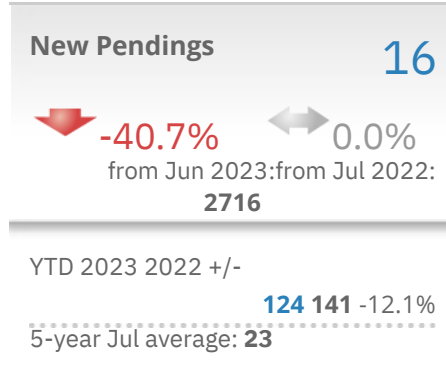 New Pendings
16
-40.7% 0.0%
from Jun 2023:from Jul 2022:
2716
YTD 2023 2022 +/-
124 141 -12.1%
5-year Jul average: 23